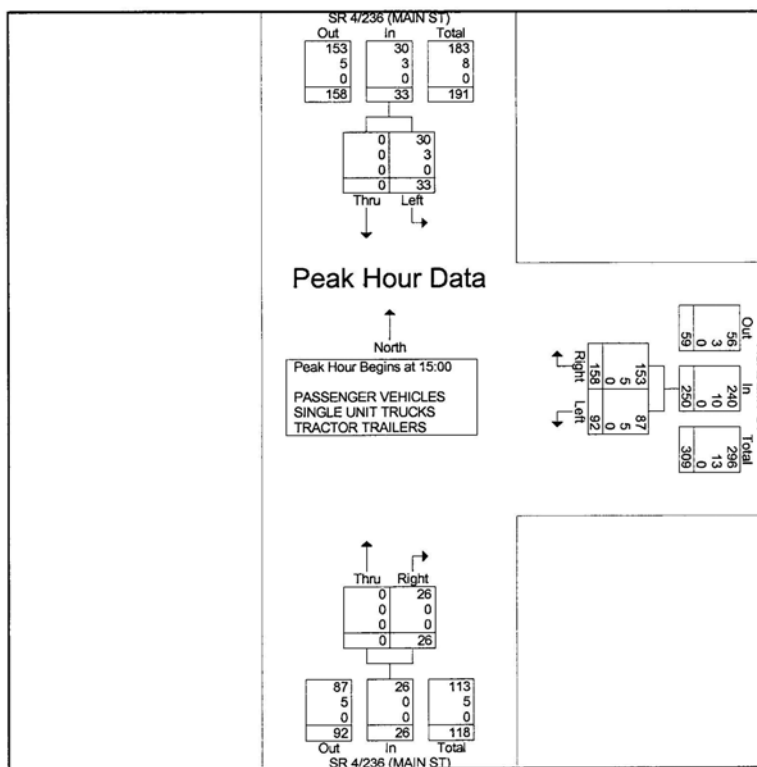 SR 4/236 (MAIN ST)
Out In Total
153 30 183
5 3 8
0 0 0
158 33 191
0 30
0 3
0 0
0 33
Thru Left
Peak Hour Data
North
Peak Hour Begins at 15:00
PASSENGER VEHICLES
SINGLE UNIT TRUCKS
TRACTOR TRAILERS
Right Left
153 87
5 5
0 0
158 92
Out In Total
56 240 296
3 10 13
0 0 0
59 250 309
Thru Right
0 26
0 0
0 0
0 26
87 26 113
5 0 5
0 0 0
92 26 118
Out In Total
SR 4/236 (MAIN ST)